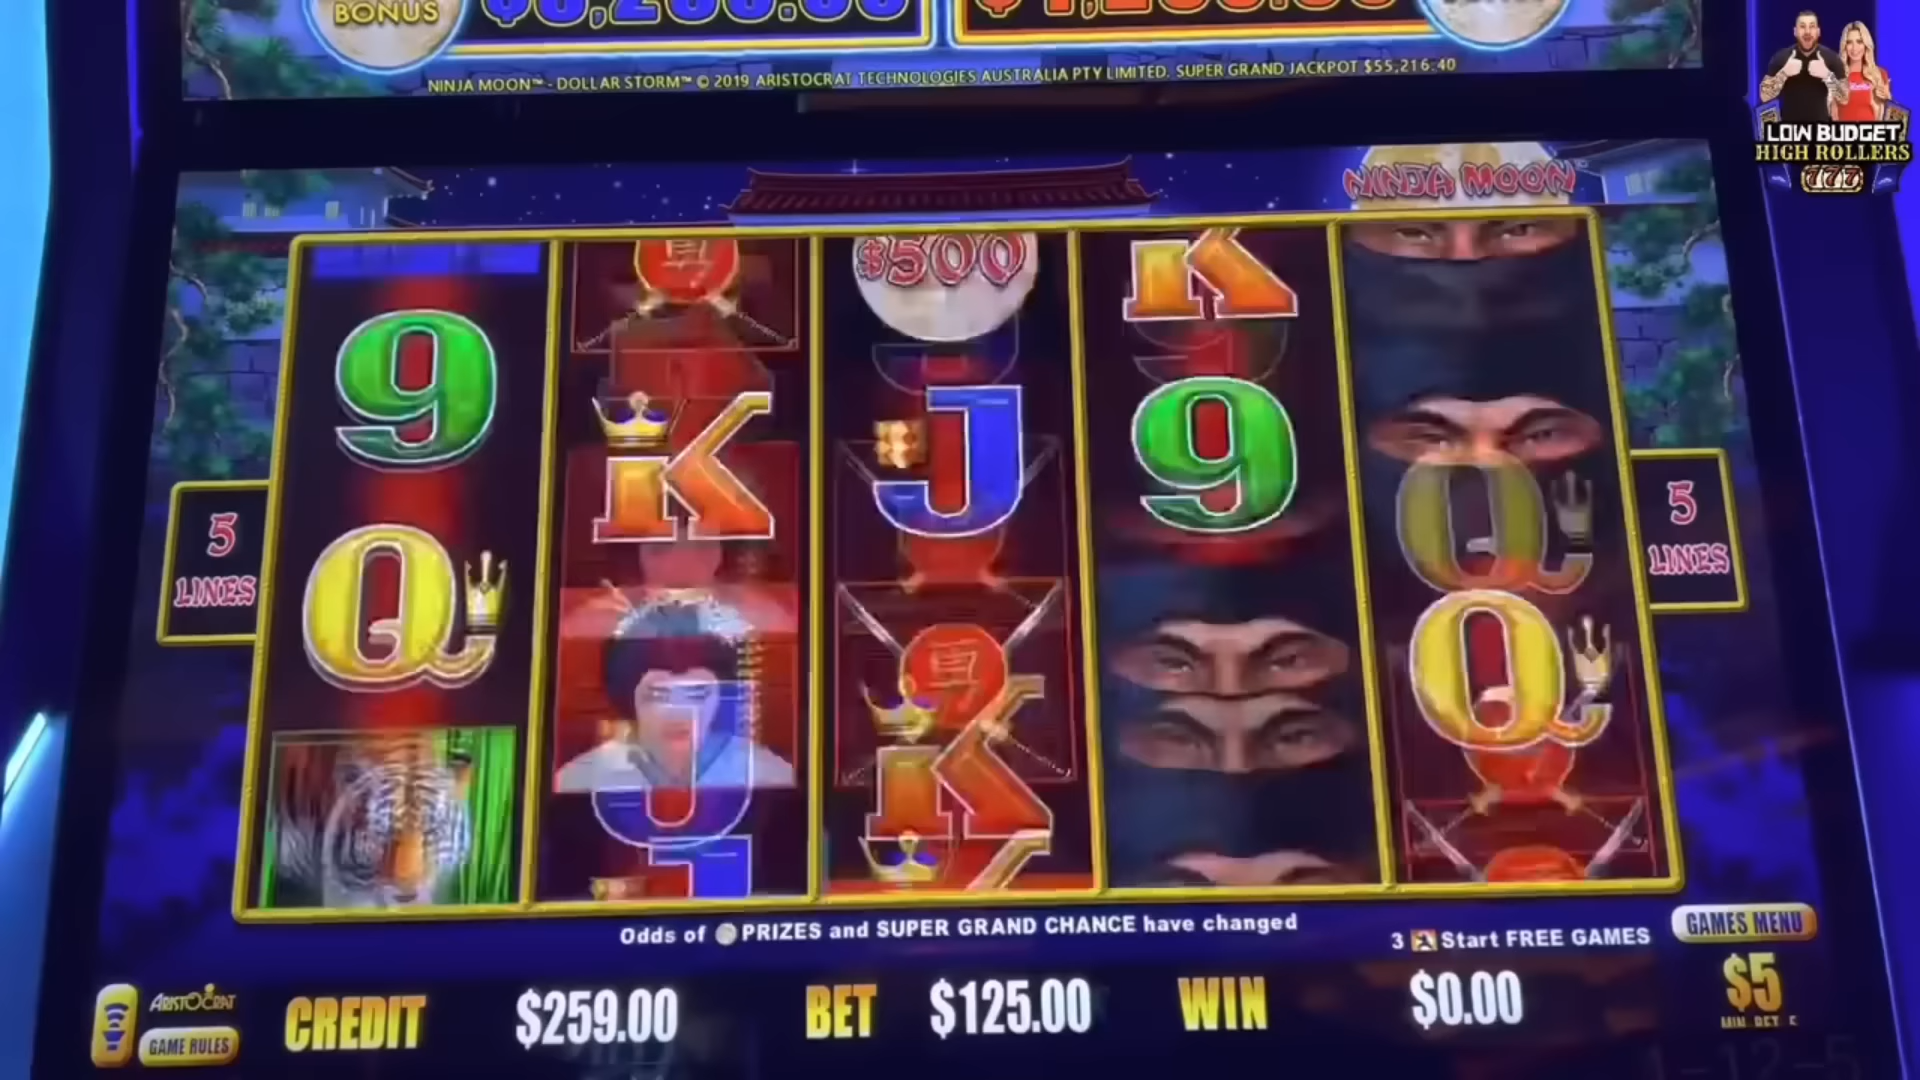 BONUS
NINJA MOON™ - DOLLAR STORM™ © 2019 ARISTOCRAT TECHNOLOGIES AUSTRALIA PTY LIMITED. SUPER GRAND JACKPOT $55,216.40
LOW BUDGET
HIGH ROLLERS
777
NINJA MOON
$500
K
9
K
J
9
Q
Q
Q
J
K
5
LINES
5
LINES
Odds of PRIZES and SUPER GRAND CHANCE have changed
3 Start FREE GAMES
GAMES MENU
ARISTOCRAT
GAME RULES
CREDIT $259.00 BET $125.00 WIN $0.00
$5